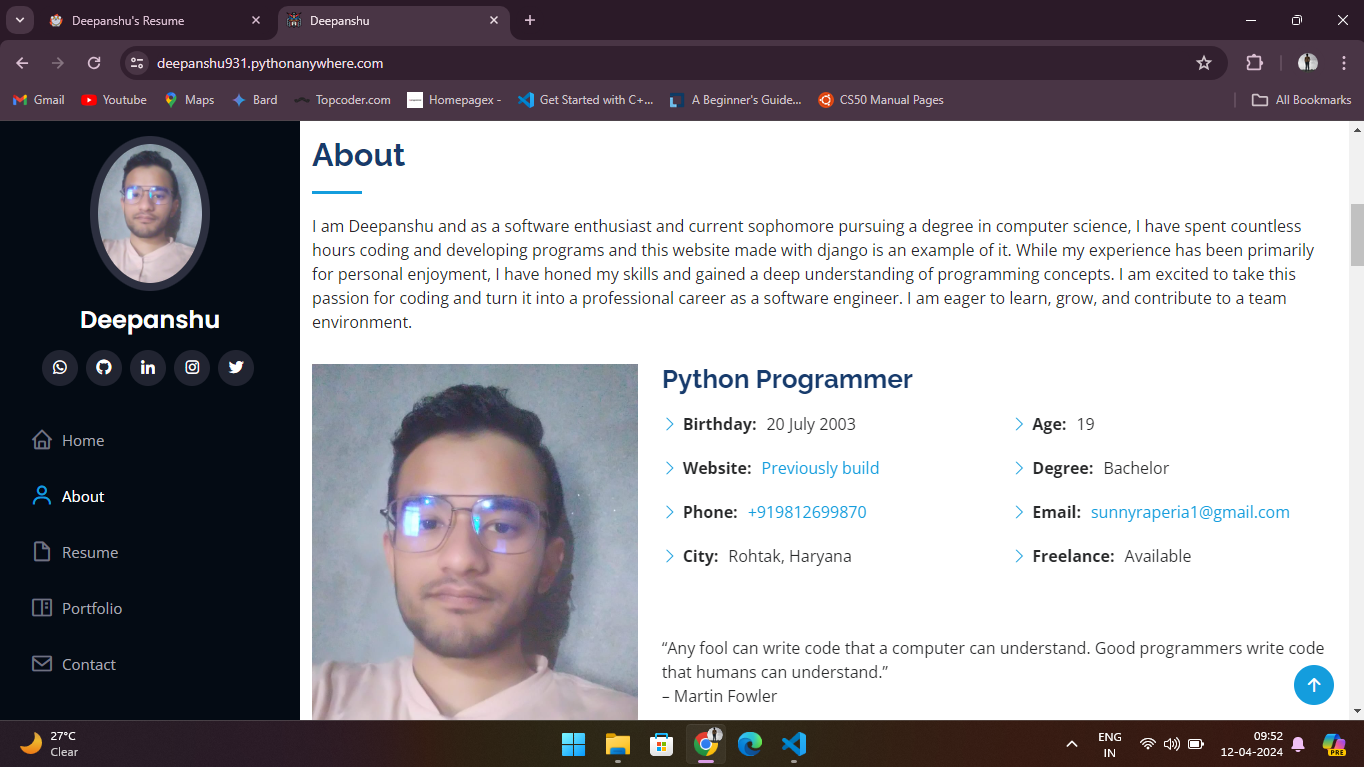 Deepanshu's Resume
Deepanshu
deepanshu931.pythonanywhere.com
Gmail
Youtube
Maps
Bard
Topcoder.com
Homepagex -
Get Started with C+...
A Beginner's Guide...
CS50 Manual Pages
All Bookmarks
Deepanshu
Home
About
Resume
Portfolio
Contact
About
I am Deepanshu and as a software enthusiast and current sophomore pursuing a degree in computer science, I have spent countless
hours coding and developing programs and this website made with django is an example of it. While my experience has been primarily
for personal enjoyment, I have honed my skills and gained a deep understanding of programming concepts. I am excited to take this
passion for coding and turn it into a professional career as a software engineer. I am eager to learn, grow, and contribute to a team
environment.
Python Programmer
Birthday: 20 July 2003
Age: 19
Website: Previously build
Degree: Bachelor
Phone: +919812699870
Email: sunnyraperia1@gmail.com
City: Rohtak, Haryana
Freelance: Available
“Any fool can write code that a computer can understand. Good programmers write code
that humans can understand.”
– Martin Fowler
27°C
Clear
ENG
IN
09:52
12-04-2024
PRE